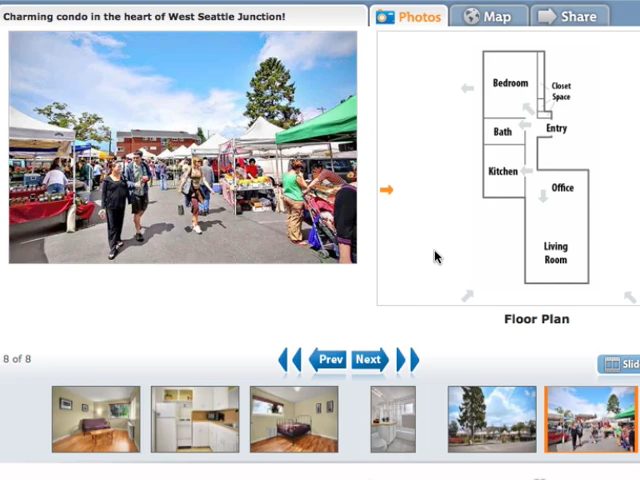 Charming condo in the heart of West Seattle Junction!
Photos
Map
Share
Bedroom
Closet
Space
Bath
Entry
Kitchen
Office
Living
Room
Floor Plan
8 of 8
Prev
Next
Slid